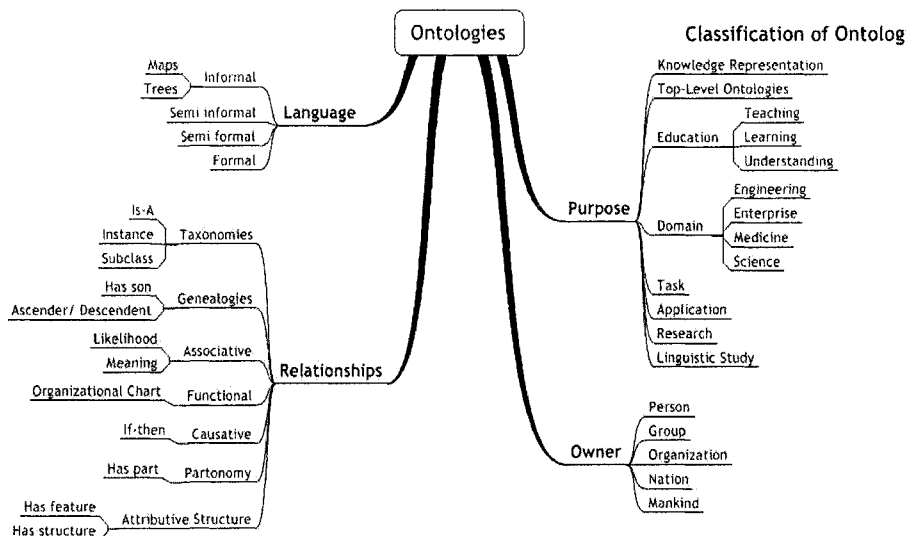 Ontologies
Classification of Ontolog
Maps
Trees
Informal
Semi informal
Semi formal
Formal
Language
Is-A
Instance
Subclass
Taxonomies
Has son
Ascender/ Descendent
Genealogies
Likelihood
Meaning
Associative
Organizational Chart
Functional
If-then
Causative
Has part
Partonomy
Has feature
Has structure
Attributive Structure
Relationships
Purpose
Knowledge Representation
Top-Level Ontologies
Education
Teaching
Learning
Understanding
Domain
Engineering
Enterprise
Medicine
Science
Task
Application
Research
Linguistic Study
Owner
Person
Group
Organization
Nation
Mankind